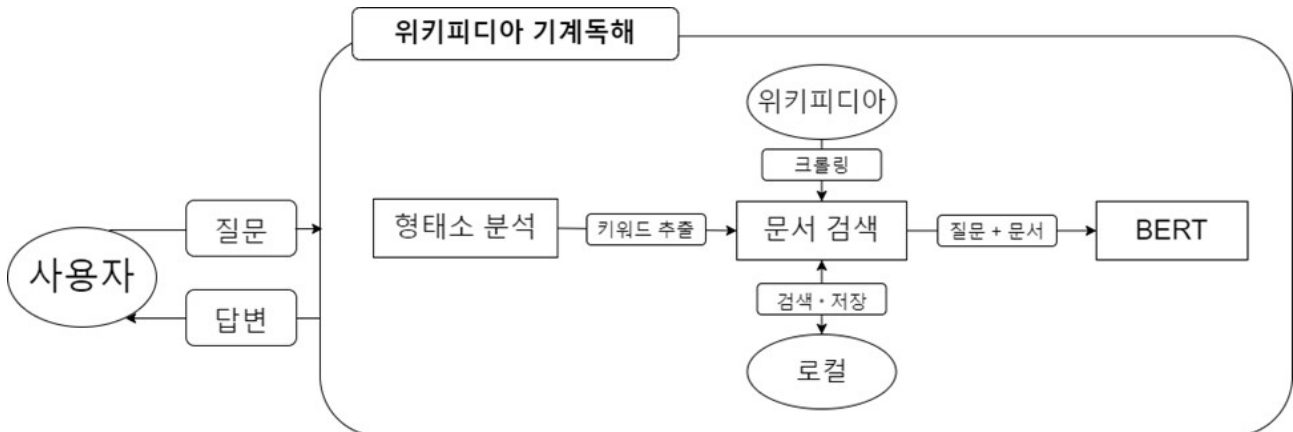 위키피디아 기계독해
위키피디아
크롤링
사용자
질문
답변
형태소 분석
키워드 추출
문서 검색
질문 + 문서
BERT
검색 · 저장
로컬